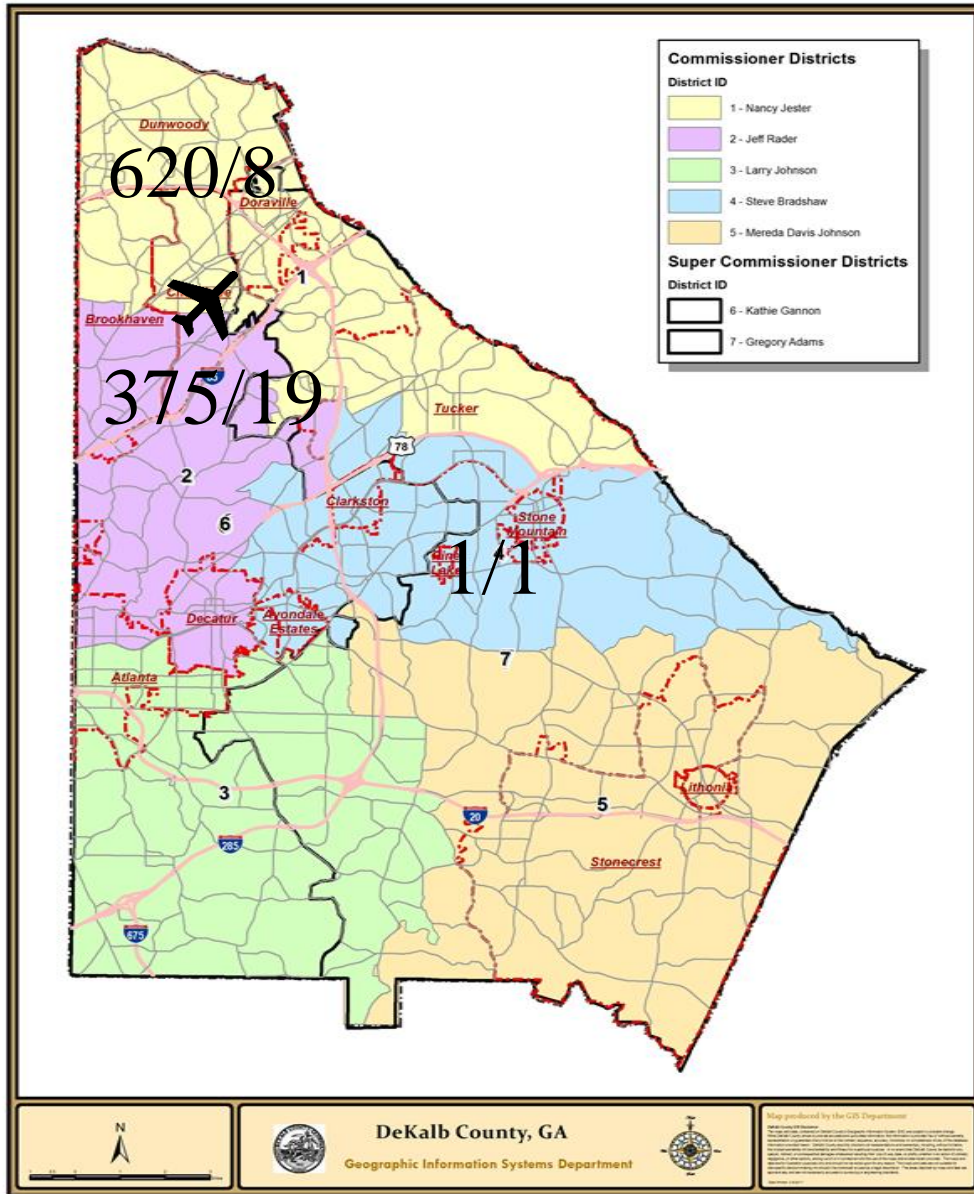 Commissioner Districts
District ID
1 - Nancy Jester
2 - Jeff Rader
3 - Larry Johnson
4 - Steve Bradshaw
5 - Mereda Davis Johnson
Super Commissioner Districts
District ID
6 - Kathie Gannon
7 - Gregory Adams
Dunwoody
620/8
Doraville
1
Brookhaven
375/19
Tucker
78
2
Clarkston
6
Stone
Mountain
1/1
Decatur
Avondale
Estates
7
Atlanta
3
5
20
285
Stonecrest
675
N
DeKalb County, GA
Geographic Information Systems Department
Map produced by the GIS Department